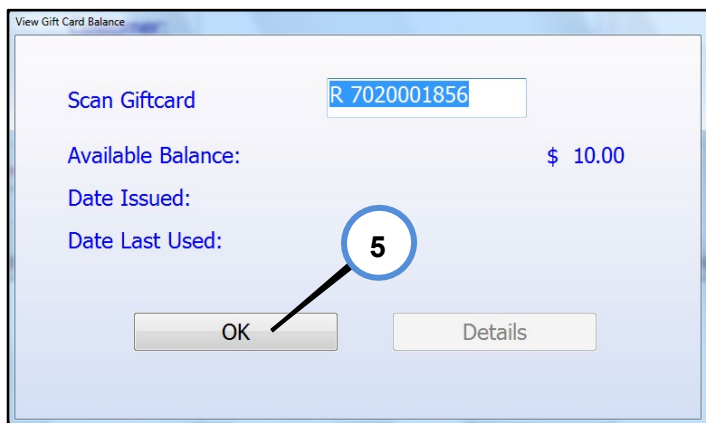 View Gift Card Balance
Customer:
Scan Giftcard R 7020001856
Available Balance: $ 10.00
Date Issued:
Date Last Used:
5
OK Details